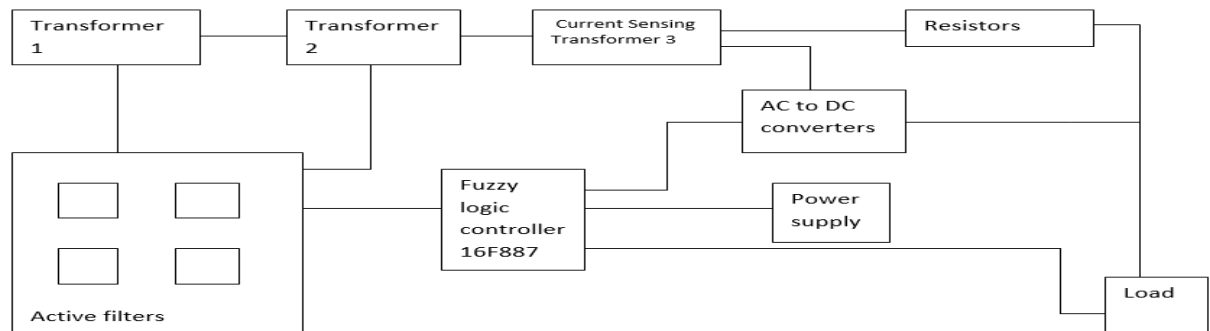 Transformer
1
Transformer
2
Current Sensing
Transformer 3
Resistors
AC to DC
converters
Fuzzy
logic
controller
16F887
Power
supply
Active filters
Load